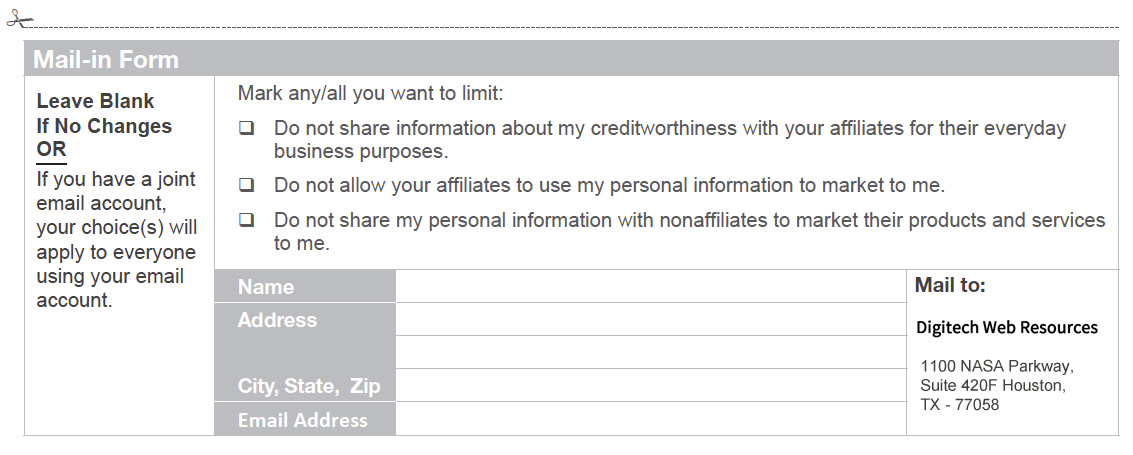 Mail-in Form
Leave Blank
If No Changes
OR
If you have a joint
email account,
your choice(s) will
apply to everyone
using your email
account.
Mark any/all you want to limit:
❑ Do not share information about my creditworthiness with your affiliates for their everyday
business purposes.
❑ Do not allow your affiliates to use my personal information to market to me.
❑ Do not share my personal information with nonaffiliates to market their products and services
to me.
Name
Address
City, State, Zip
Email Address
Mail to:
Digitech Web Resources
1100 NASA Parkway,
Suite 420F Houston,
TX - 77058